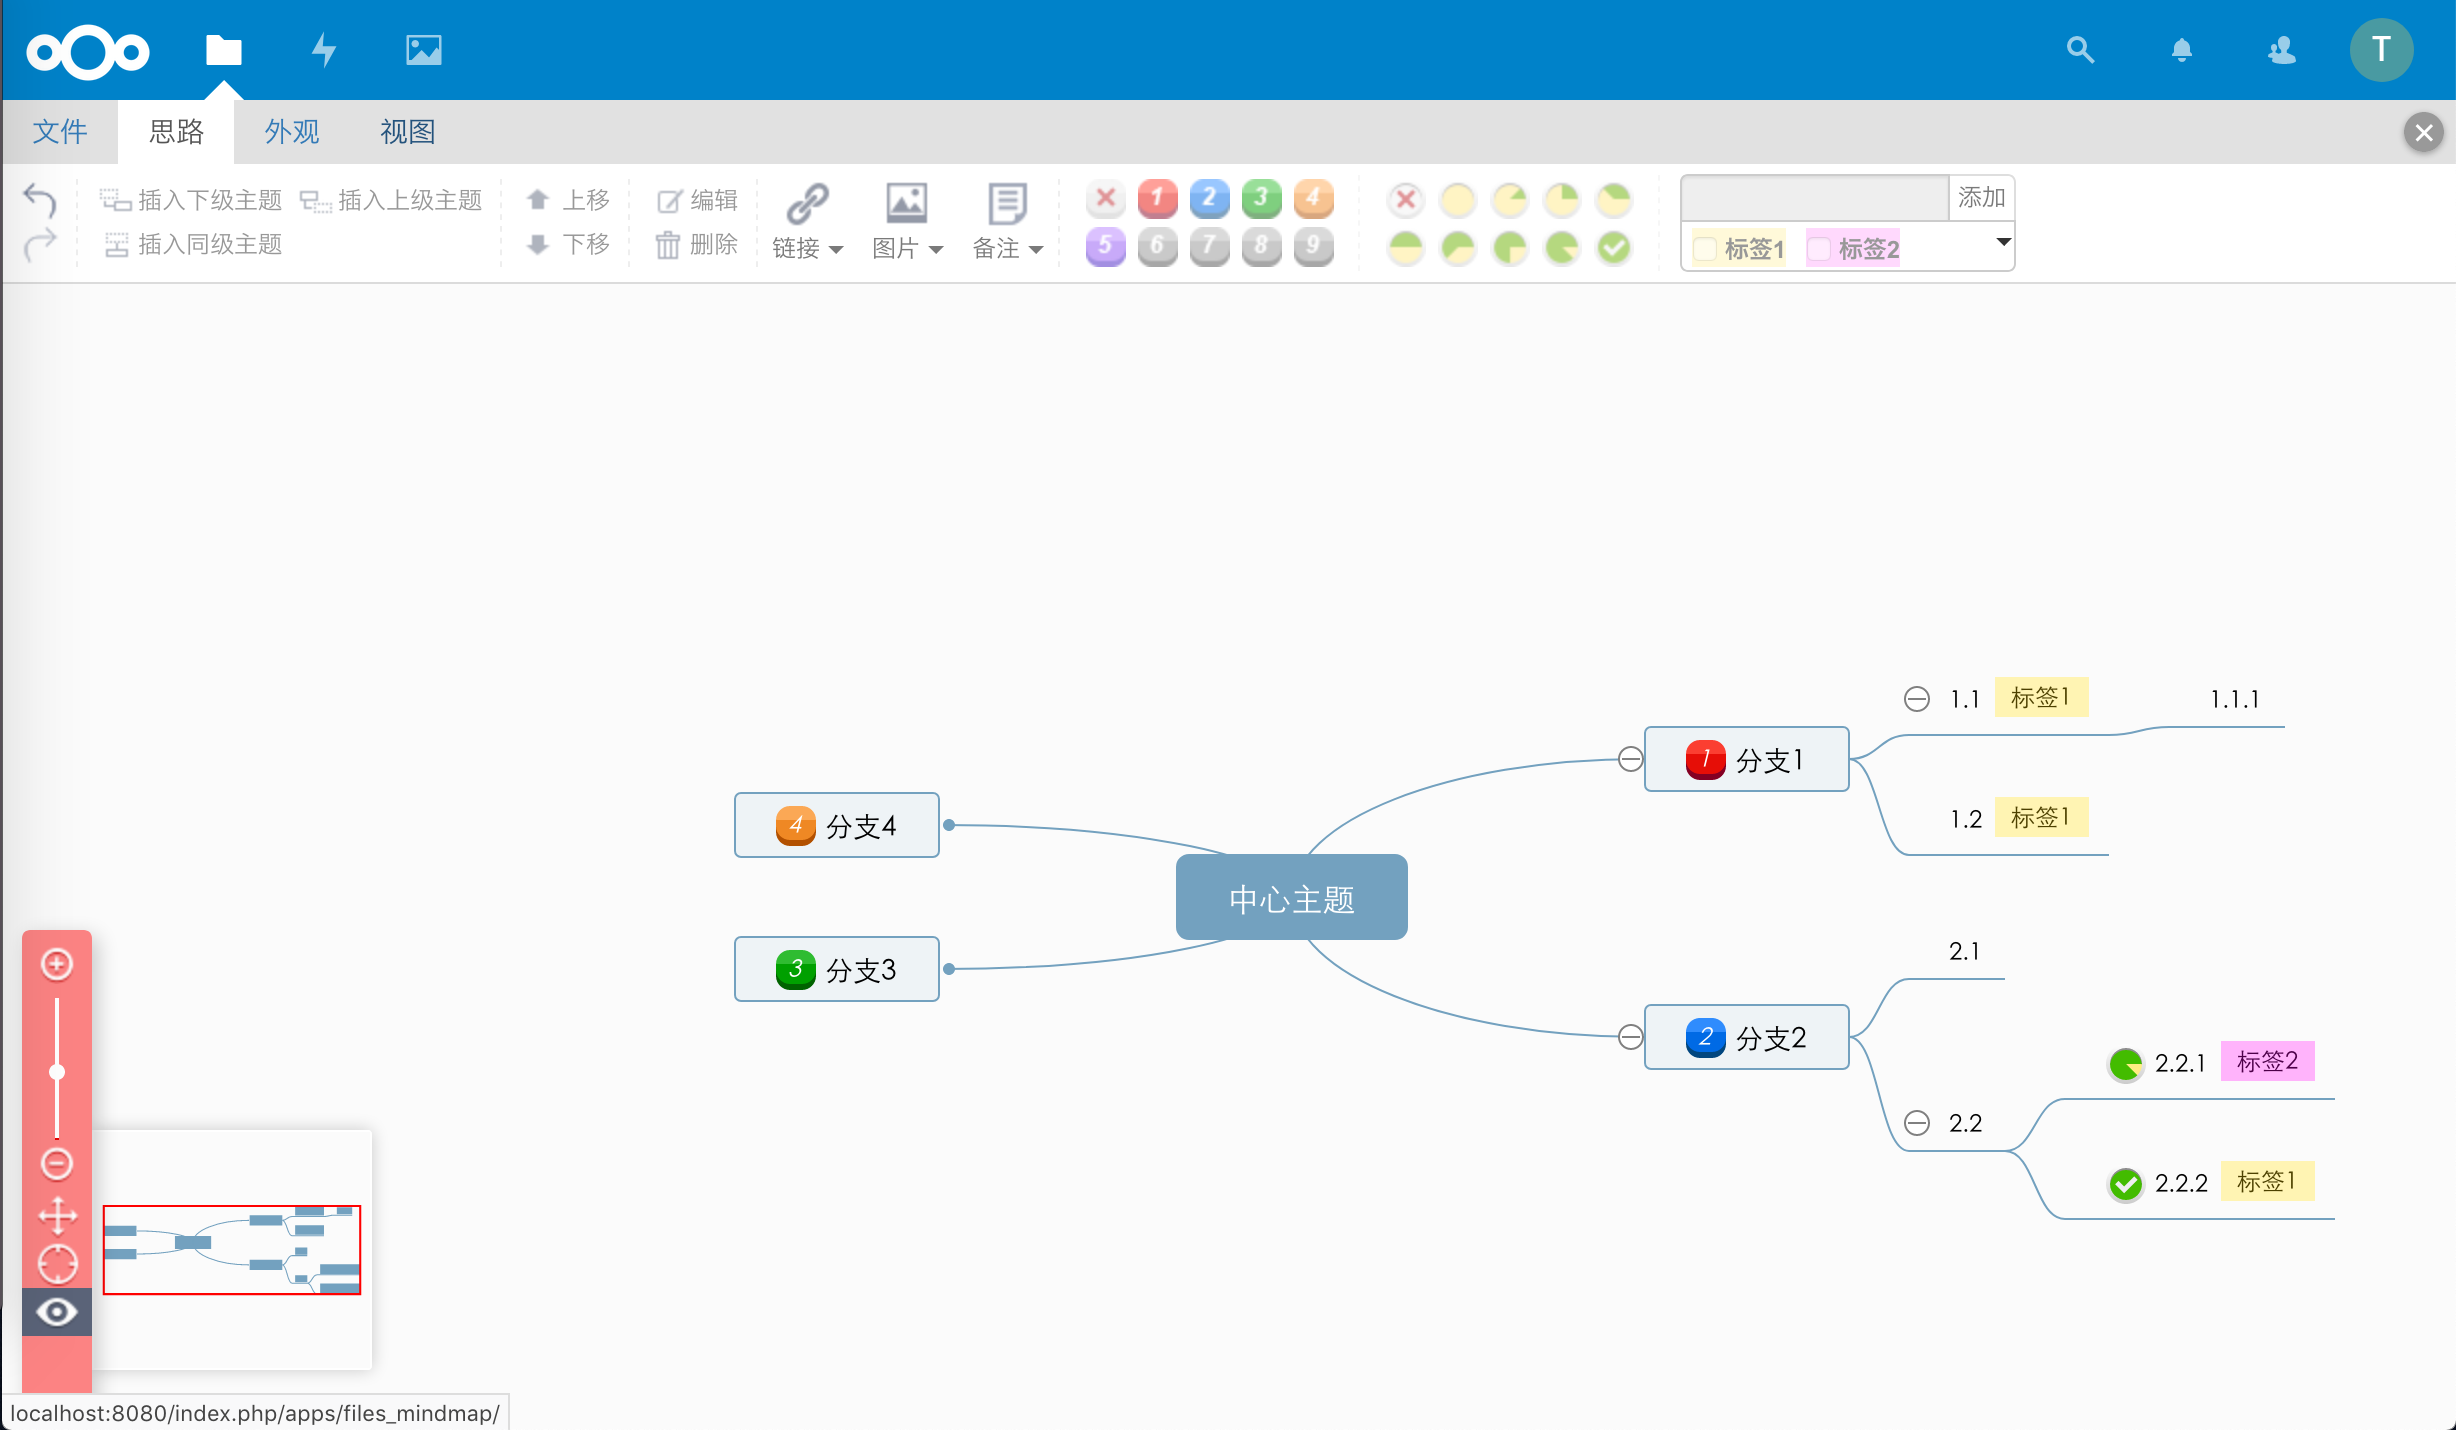 T
文件 思路 外观 视图
插入下级主题 插入上级主题 上移 编辑
插入同级主题 下移 删除
链接 图片 备注
1 2 3 4
5 6 7 8 9
添加
标签1 标签2
1.1 标签1 1.1.1
1 分支1
1.2 标签1
4 分支4
中心主题
3 分支3
2.1
2 分支2
2.2.1 标签2
2.2
2.2.2 标签1
localhost:8080/index.php/apps/files_mindmap/